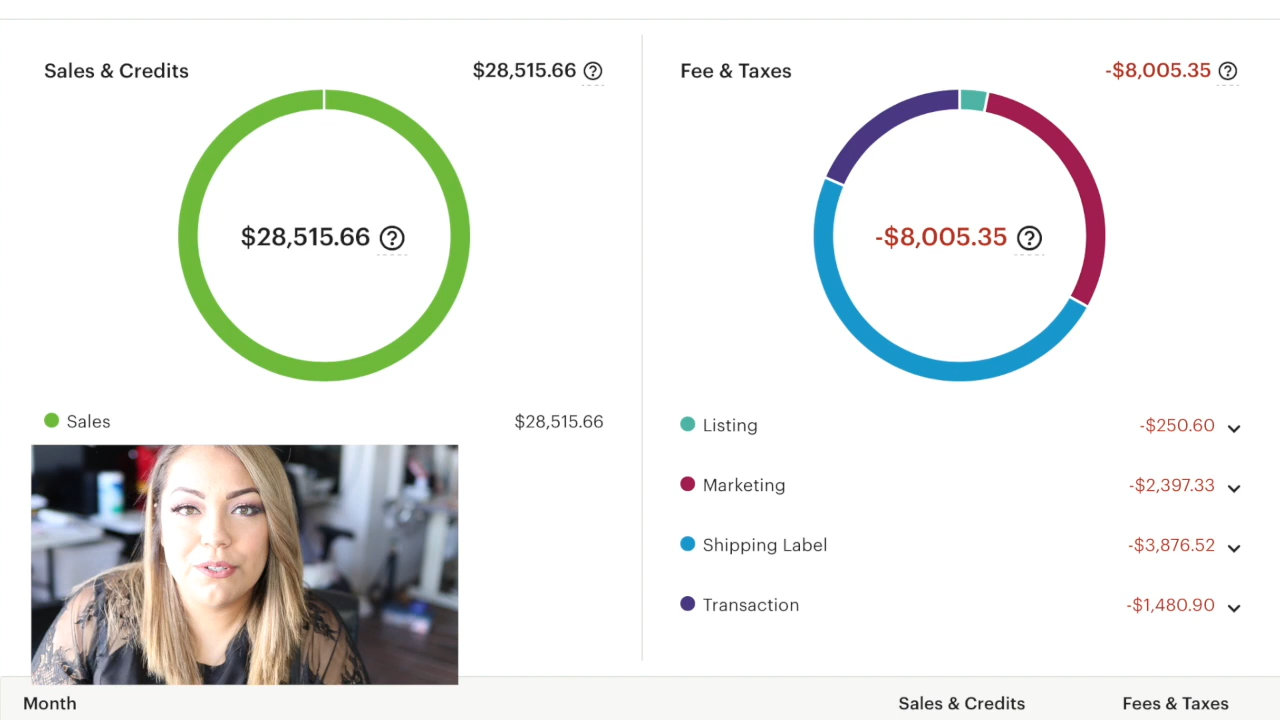 Sales & Credits
$28,515.66
$28,515.66
Sales
$28,515.66
Fee & Taxes
-$8,005.35
-$8,005.35
Listing
-$250.60
Marketing
-$2,397.33
Shipping Label
-$3,876.52
Transaction
-$1,480.90
Month
Sales & Credits
Fees & Taxes